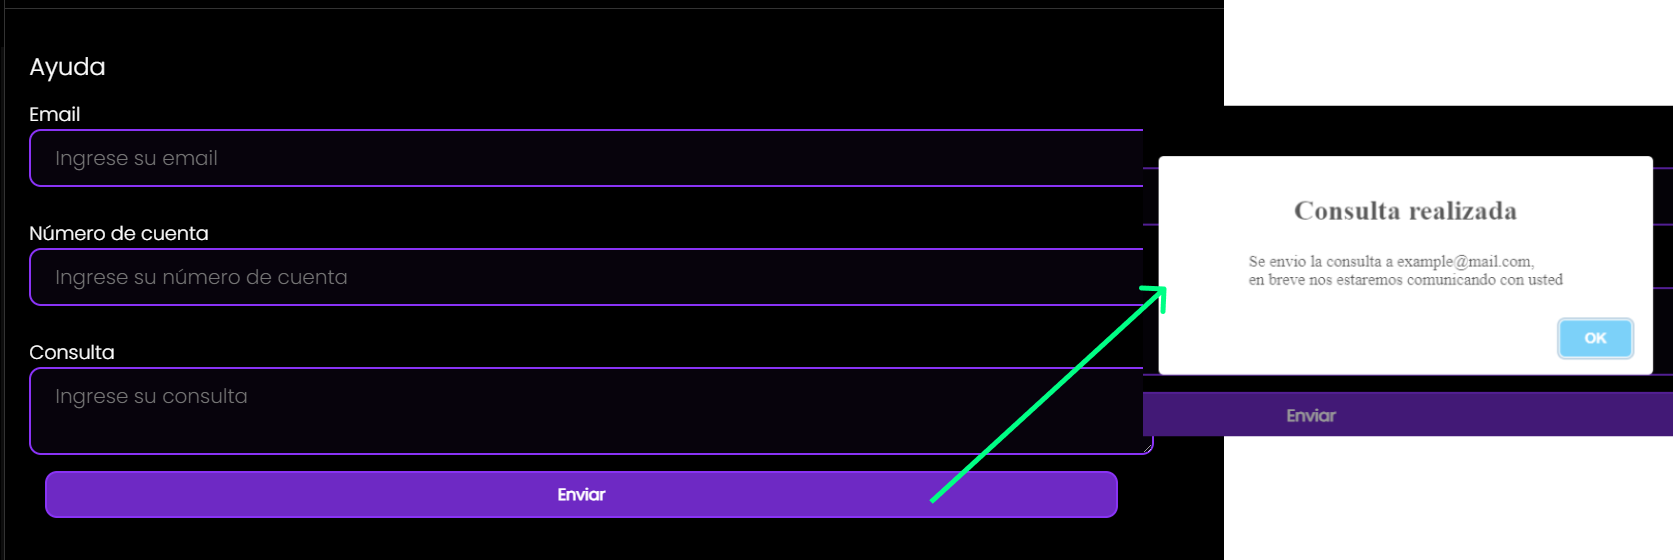 Ayuda
Email
Ingrese su email
Número de cuenta
Ingrese su número de cuenta
Consulta
Ingrese su consulta
Enviar
Consulta realizada
Se envio la consulta a example@mail.com,
en breve nos estaremos comunicando con usted
OK
Enviar